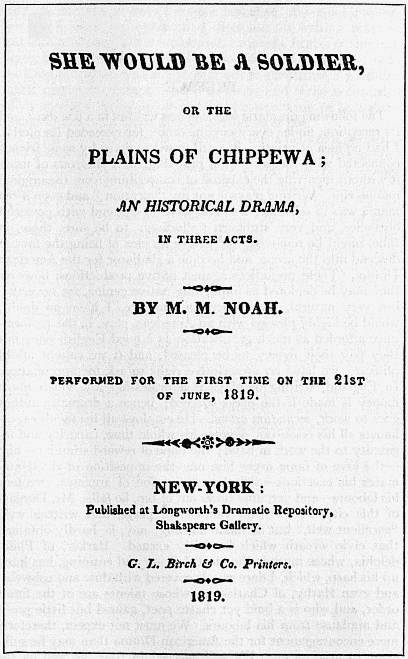 SHE WOULD BE A SOLDIER,
OR THE
PLAINS OF CHIPPEWA;
AN HISTORICAL DRAMA,
IN THREE ACTS.
BY M. M. NOAH.
PERFORMED FOR THE FIRST TIME ON THE 21ST
OF JUNE, 1819.
NEW-YORK:
Published at Longworth's Dramatic Repository,
Shakspeare Gallery.
G. L. Birch & Co. Printers.
1819.